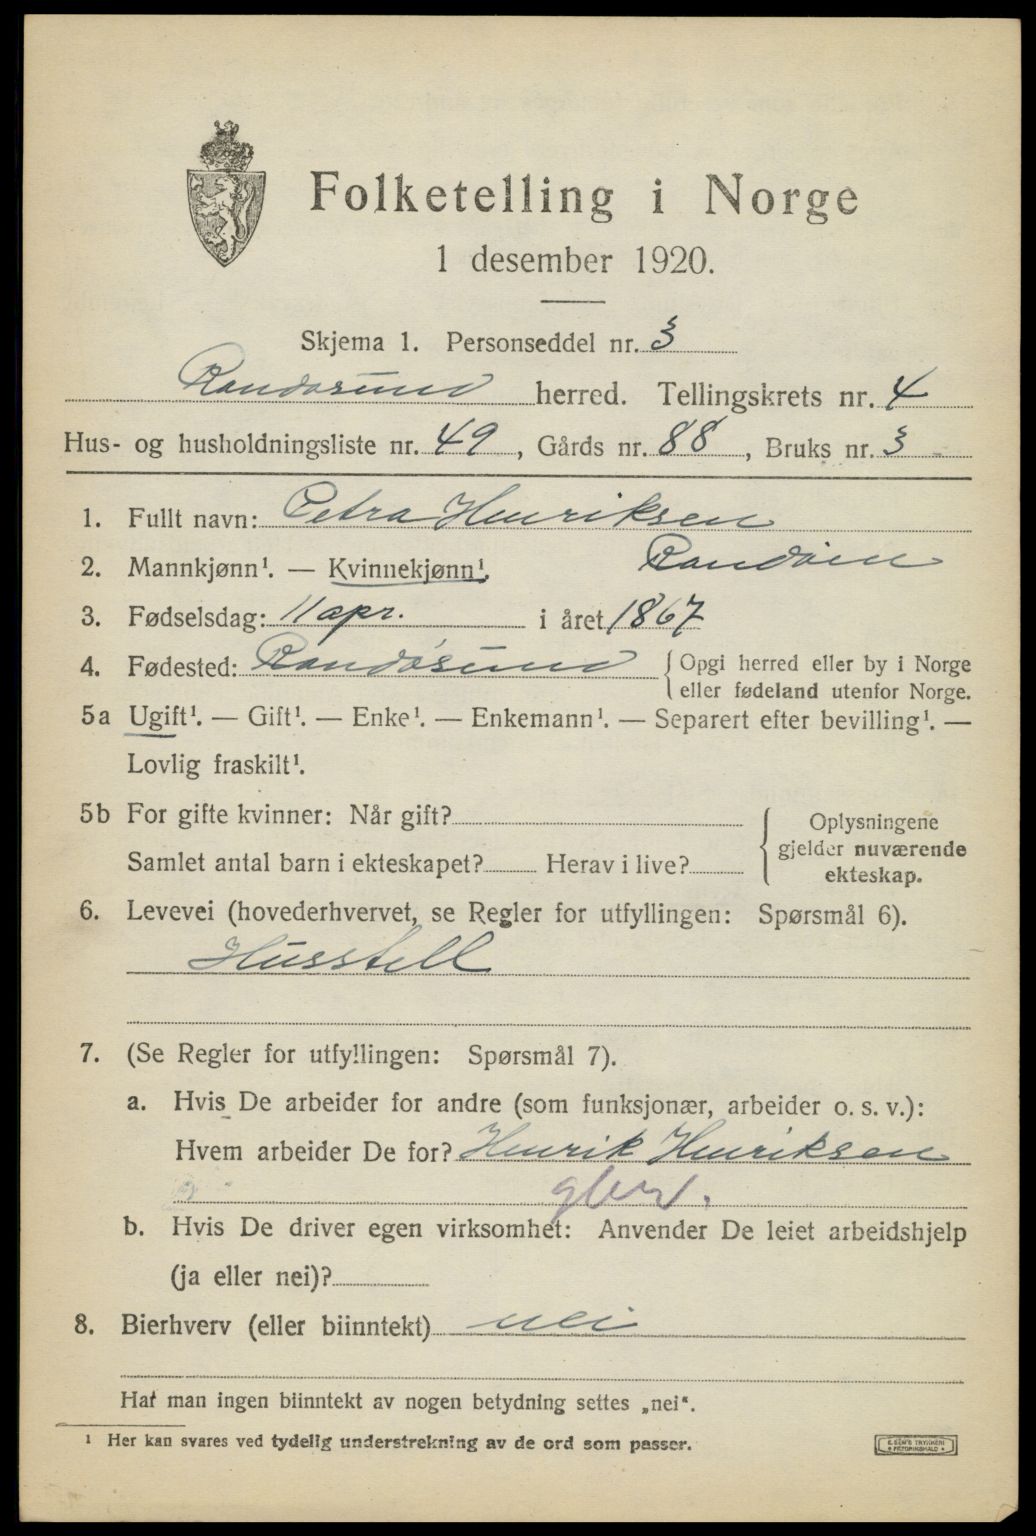 Folketelling i Norge
1 desember 1920.
Skjema 1. Personseddel nr. 3
Randøsund herred. Tellingskrets nr. 4
Hus- og husholdningsliste nr. 49, Gårds nr. 88, Bruks nr. 3
1. Fullt navn: Petra Henriksen
2. Mannkjønn¹. — Kvinnekjønn¹. Randøen
3. Fødselsdag: 11 apr. i året 1867
4. Fødested: Randøsund { Opgi herred eller by i Norge
eller fødeland utenfor Norge.
5a Ugift¹. — Gift¹. — Enke¹. — Enkemann¹. — Separert efter bevilling¹. —
Lovlig fraskilt¹.
5b For gifte kvinner: Når gift?
Samlet antal barn i ekteskapet? Herav i live?
{ Oplysningene
gjelder nuværende
ekteskap.
6. Levevei (hovederhvervet, se Regler for utfyllingen: Spørsmål 6).
Husstell
7. (Se Regler for utfyllingen: Spørsmål 7).
a. Hvis De arbeider for andre (som funksjonær, arbeider o. s. v.):
Hvem arbeider De for? Henrik Henriksen
b. Hvis De driver egen virksomhet: Anvender De leiet arbeidshjelp
(ja eller nei)?
8. Bierhverv (eller biinntekt) nei
Har man ingen biinntekt av nogen betydning settes „nei“.
¹ Her kan svares ved tydelig understrekning av de ord som passer.
E. SEM'S TRYKKERI
• FREDRIKSHALD •